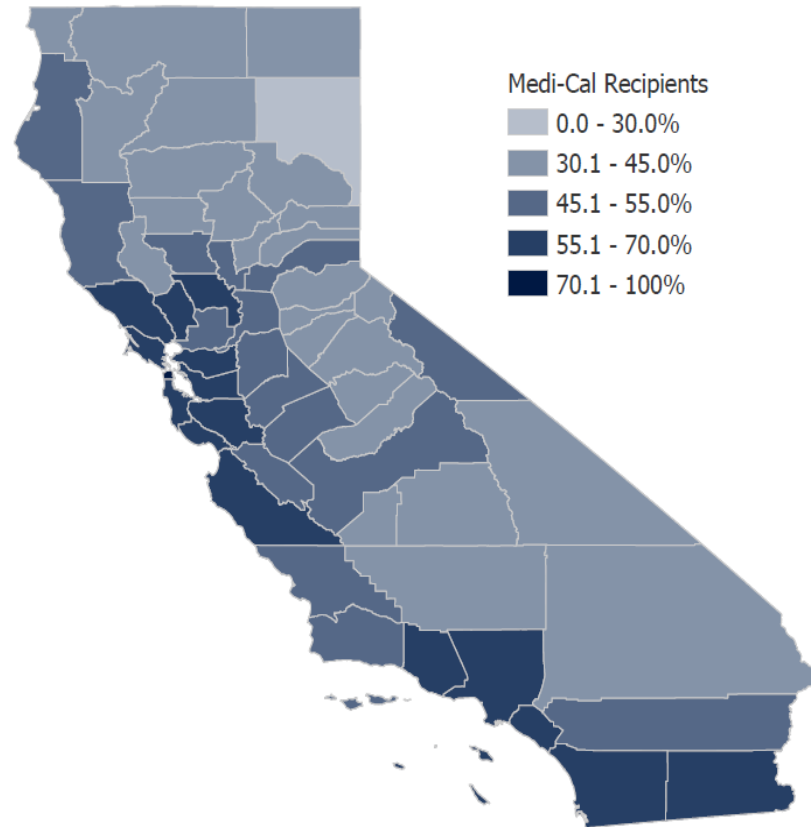 Medi-Cal Recipients
0.0 - 30.0%
30.1 - 45.0%
45.1 - 55.0%
55.1 - 70.0%
70.1 - 100%